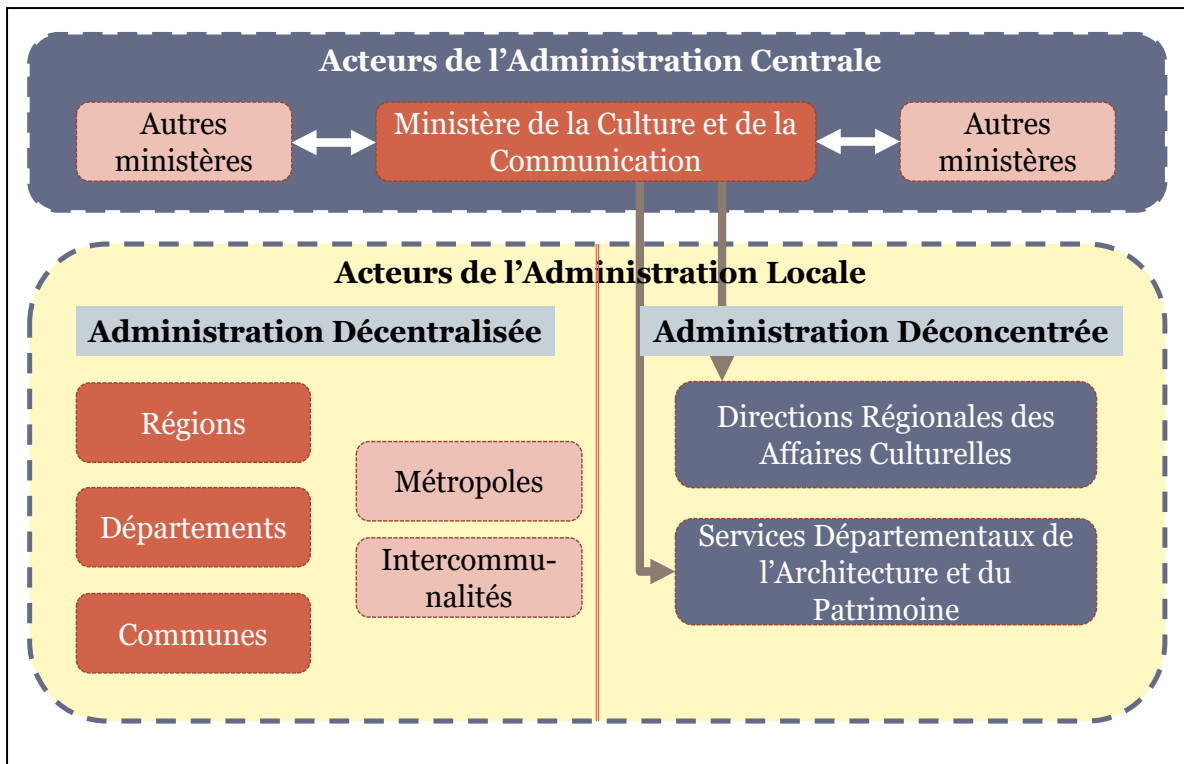 Acteurs de l’Administration Centrale
Autres
ministères
Ministère de la Culture et de la
Communication
Autres
ministères
Acteurs de l’Administration Locale
Administration Décentralisée
Régions
Départements
Communes
Métropoles
Intercommu-
nalités
Administration Déconcentrée
Directions Régionales des
Affaires Culturelles
Services Départementaux de
l’Architecture et du
Patrimoine